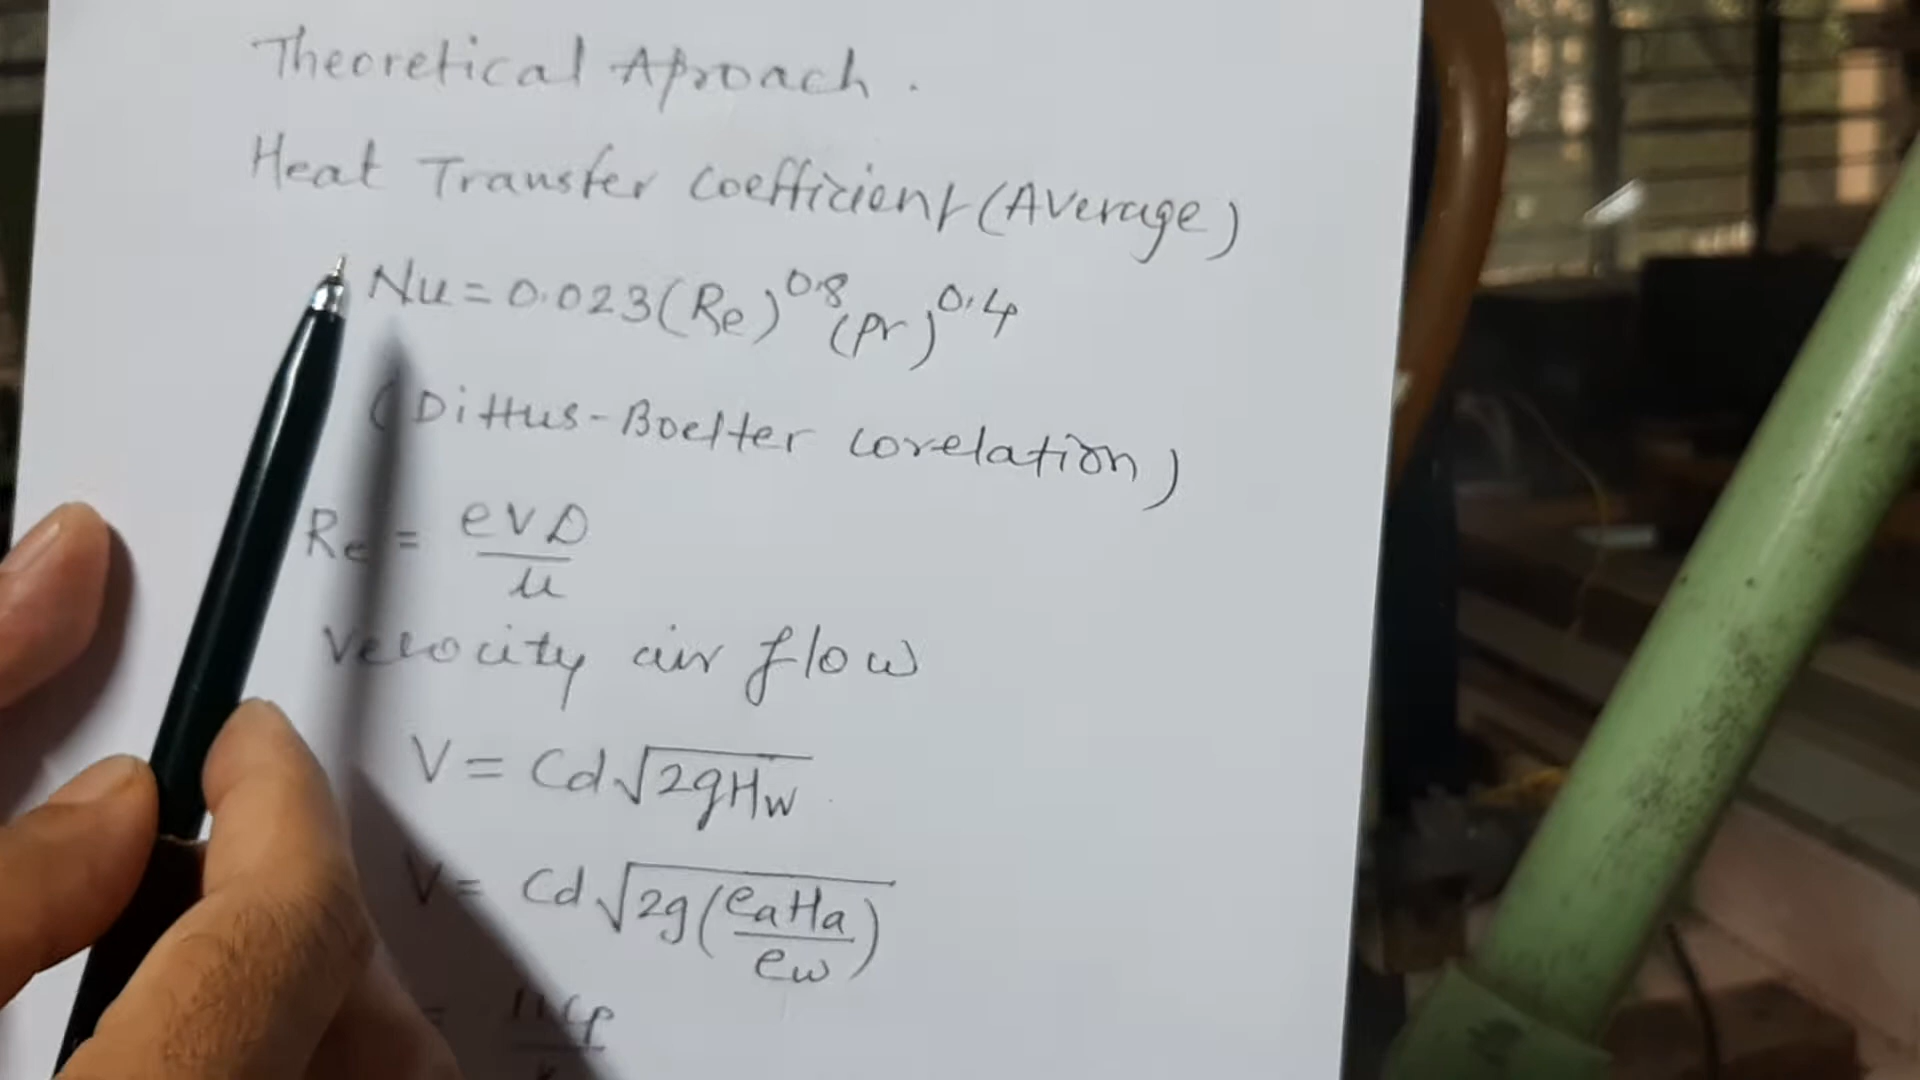 Theoretical Aproach.
Heat Transfer Coefficient (Average)
Nu = 0.023 (Re)^0.8 (Pr)^0.4
(Dittus-Boelter corelation)
Re = ρVD/μ
Velocity air flow
V = Cd√2gHw
V = Cd√2g(ρaHa/ρw)
= μCp